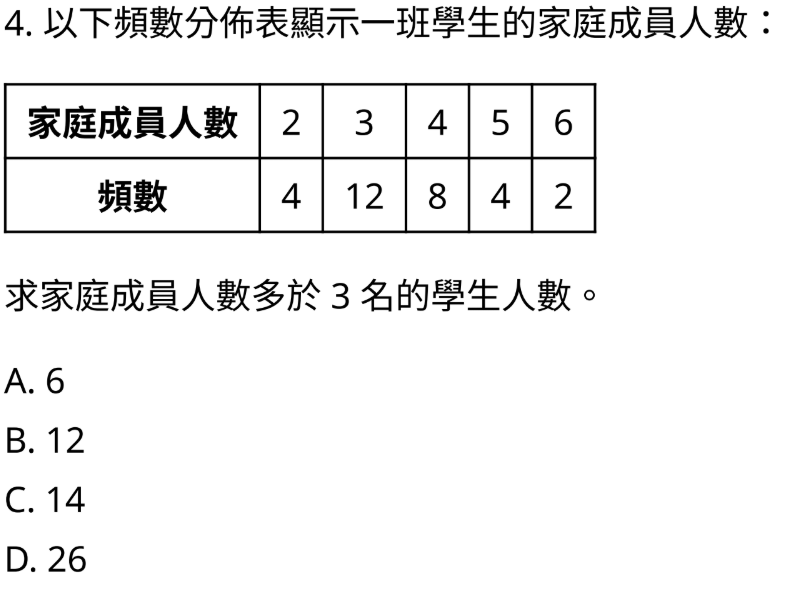 4. 以下頻數分佈表顯示一班學生的家庭成員人數：
家庭成員人數 2 3 4 5 6
頻數 4 12 8 4 2
求家庭成員人數多於 3 名的學生人數。
A. 6
B. 12
C. 14
D. 26